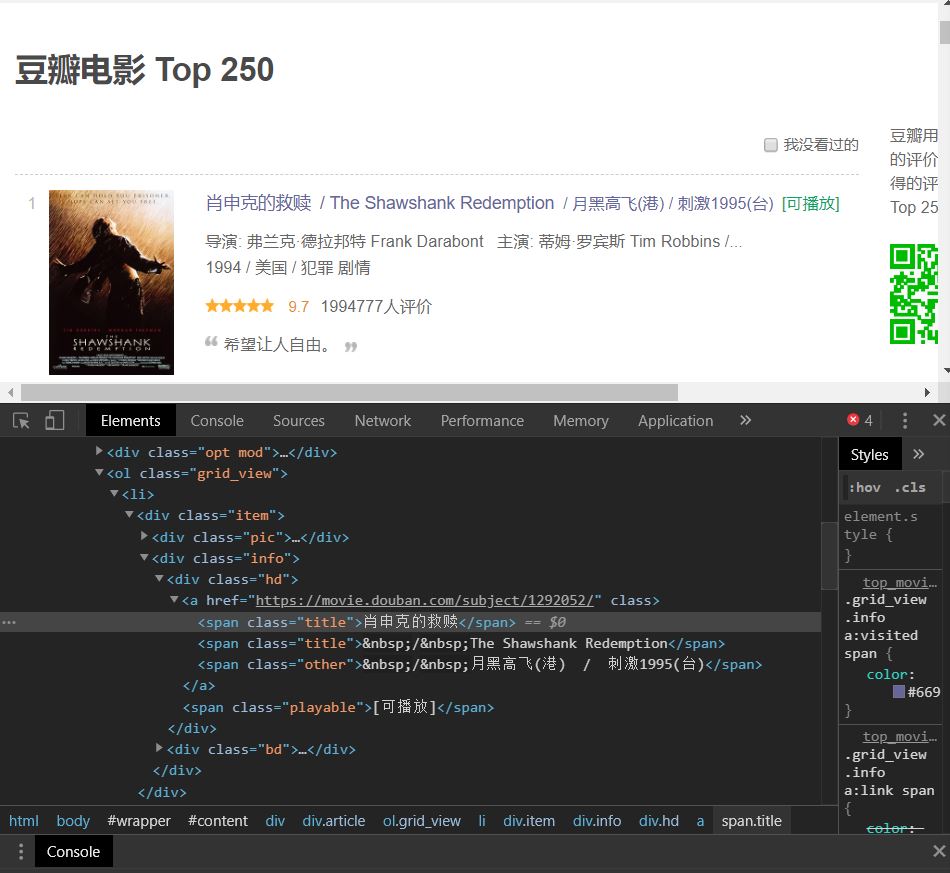 豆瓣电影 Top 250
我没看过的
豆瓣用
的评价
得的评
Top 25
1
肖申克的救赎 / The Shawshank Redemption / 月黑高飞(港) / 刺激1995(台) [可播放]
导演: 弗兰克·德拉邦特 Frank Darabont 主演: 蒂姆·罗宾斯 Tim Robbins /...
1994 / 美国 / 犯罪 剧情
9.7 1994777人评价
“ 希望让人自由。 ”
THE
SHAWSHANK
REDEMPTION
Elements Console Sources Network Performance Memory Application » 4
<div class="opt mod">…</div>
<ol class="grid_view">
<li>
<div class="item">
<div class="pic">…</div>
<div class="info">
<div class="hd">
<a href="https://movie.douban.com/subject/1292052/" class>
<span class="title">肖申克的救赎</span> == $0
<span class="title">&nbsp;/&nbsp;The Shawshank Redemption</span>
<span class="other">&nbsp;/&nbsp;月黑高飞(港) / 刺激1995(台)</span>
</a>
<span class="playable">[可播放]</span>
</div>
<div class="bd">…</div>
</div>
</div>
Styles »
:hov .cls
element.s
tyle {
}
top_movi…
.grid_view
.info
a:visited
span {
color:
#669
}
top_movi…
.grid_view
.info
a:link span
{
color:
html body #wrapper #content div div.article ol.grid_view li div.item div.info div.hd a span.title
Console